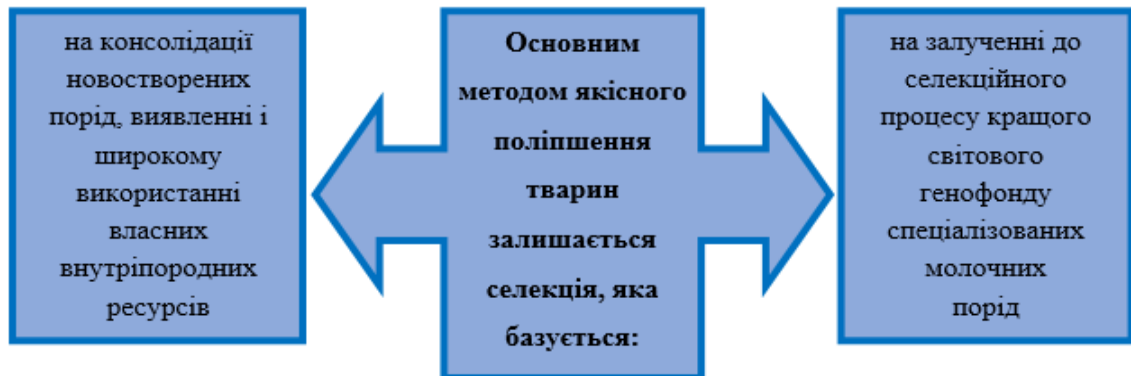 на консолідації
новостворених
порід, виявленні і
широкому
використанні
власних
внутріпородних
ресурсів
Основним
методом якісного
поліпшення
тварин
залишається
селекція, яка
базується:
на залученні до
селекційного
процесу кращого
світового
генофонду
спеціалізованих
молочних
порід